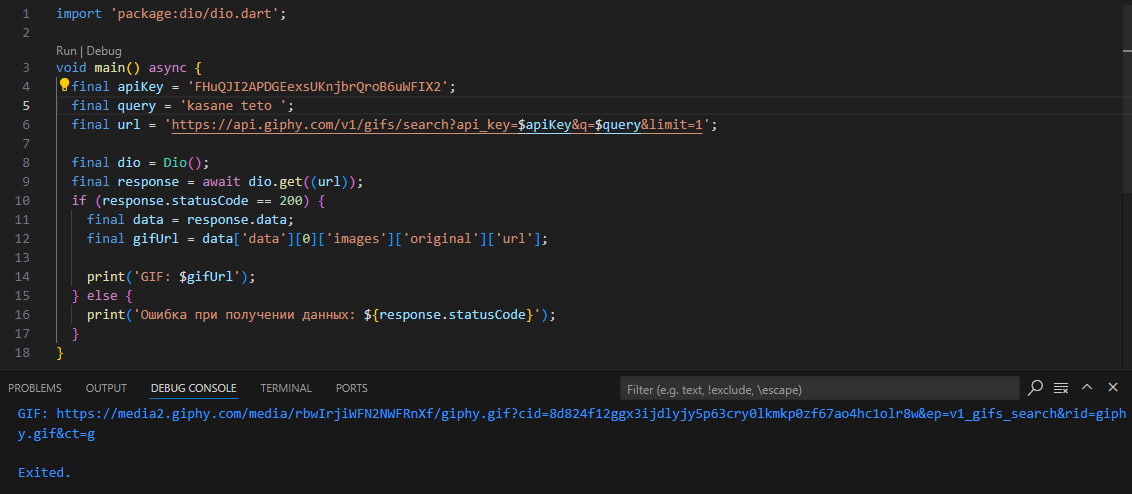 1 import 'package:dio/dio.dart';
2
Run | Debug
3 void main() async {
4 final apiKey = 'FHuQJI2APDGEexsUKnjbrQroB6uWFIX2';
5 final query = 'kasane teto ';
6 final url = 'https://api.giphy.com/v1/gifs/search?api_key=$apiKey&q=$query&limit=1';
7
8 final dio = Dio();
9 final response = await dio.get((url));
10 if (response.statusCode == 200) {
11 final data = response.data;
12 final gifUrl = data['data'][0]['images']['original']['url'];
13
14 print('GIF: $gifUrl');
15 } else {
16 print('Ошибка при получении данных: ${response.statusCode}');
17 }
18 }
PROBLEMS OUTPUT DEBUG CONSOLE TERMINAL PORTS Filter (e.g. text, !exclude, \escape)
GIF: https://media2.giphy.com/media/rbwIrjiWFN2NWFRnXf/giphy.gif?cid=8d824f12ggx3ijdlyjy5p63cry0lkmkp0zf67ao4hc1olr8w&ep=v1_gifs_search&rid=giph
y.gif&ct=g
Exited.